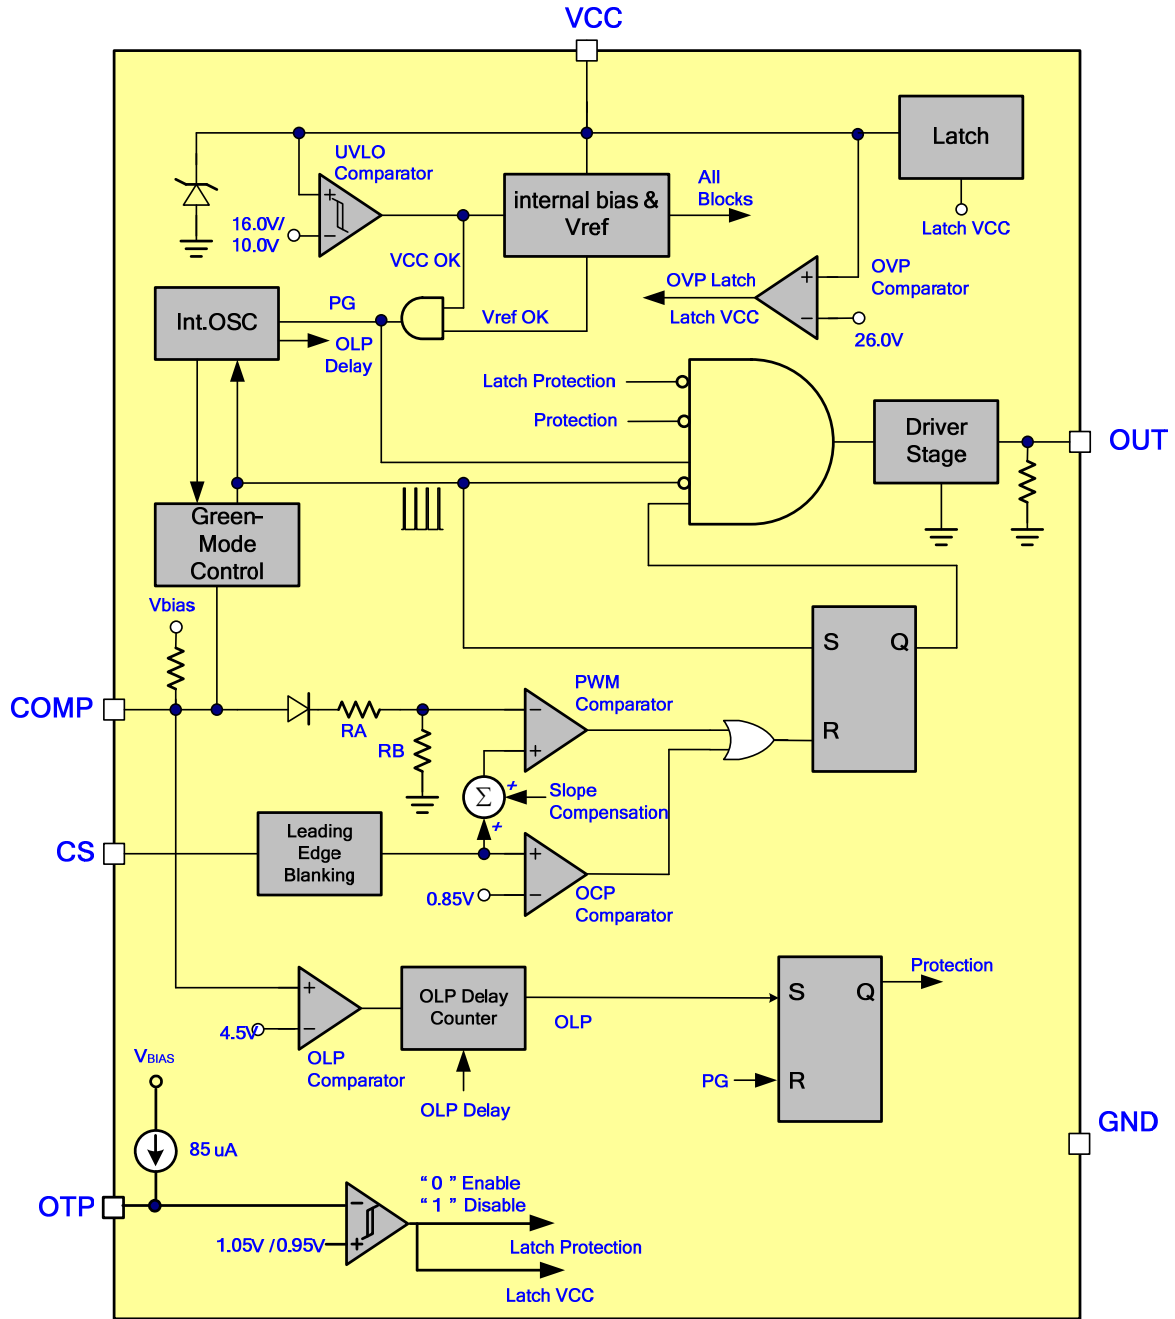 VCC
Latch
UVLO
Comparator
internal bias &
Vref
All
Blocks
+
16.0V/
10.0V
−
Latch VCC
VCC OK
OVP Latch
Latch VCC
+
−
OVP
Comparator
26.0V
PG
Vref OK
Int.OSC
OLP
Delay
Latch Protection
Protection
Driver
Stage
OUT
Green-
Mode
Control
Vbias
COMP
RA
RB
PWM
Comparator
−
+
S
Q
R
Σ
+
+
Slope
Compensation
CS
Leading
Edge
Blanking
+
−
0.85V
OCP
Comparator
+
−
4.5V
OLP
Comparator
OLP Delay
Counter
OLP
OLP Delay
S
Q
R
Protection
PG
GND
VBIAS
85 uA
OTP
−
+
1.05V /0.95V
“ 0 ” Enable
“ 1 ” Disable
Latch Protection
Latch VCC